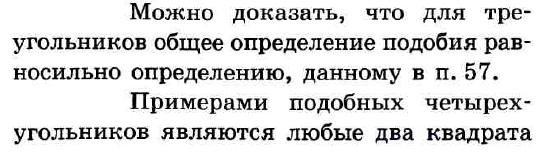 Можно доказать, что для тре-
угольников общее определение подобия рав-
носильно определению, данному в п. 57.
Примерами подобных четырех-
угольников являются любые два квадрата